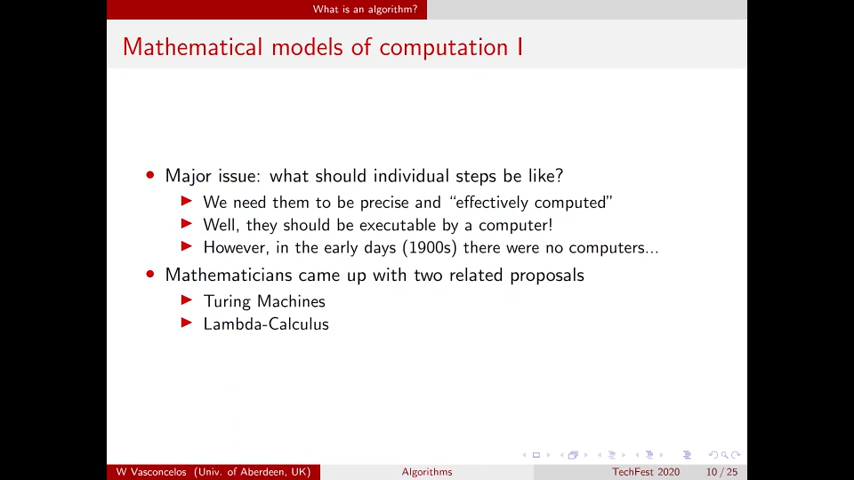 What is an algorithm?
Mathematical models of computation I
• Major issue: what should individual steps be like?
▶ We need them to be precise and “effectively computed”
▶ Well, they should be executable by a computer!
▶ However, in the early days (1900s) there were no computers...
• Mathematicians came up with two related proposals
▶ Turing Machines
▶ Lambda-Calculus
W Vasconcelos (Univ. of Aberdeen, UK) Algorithms TechFest 2020 10 / 25